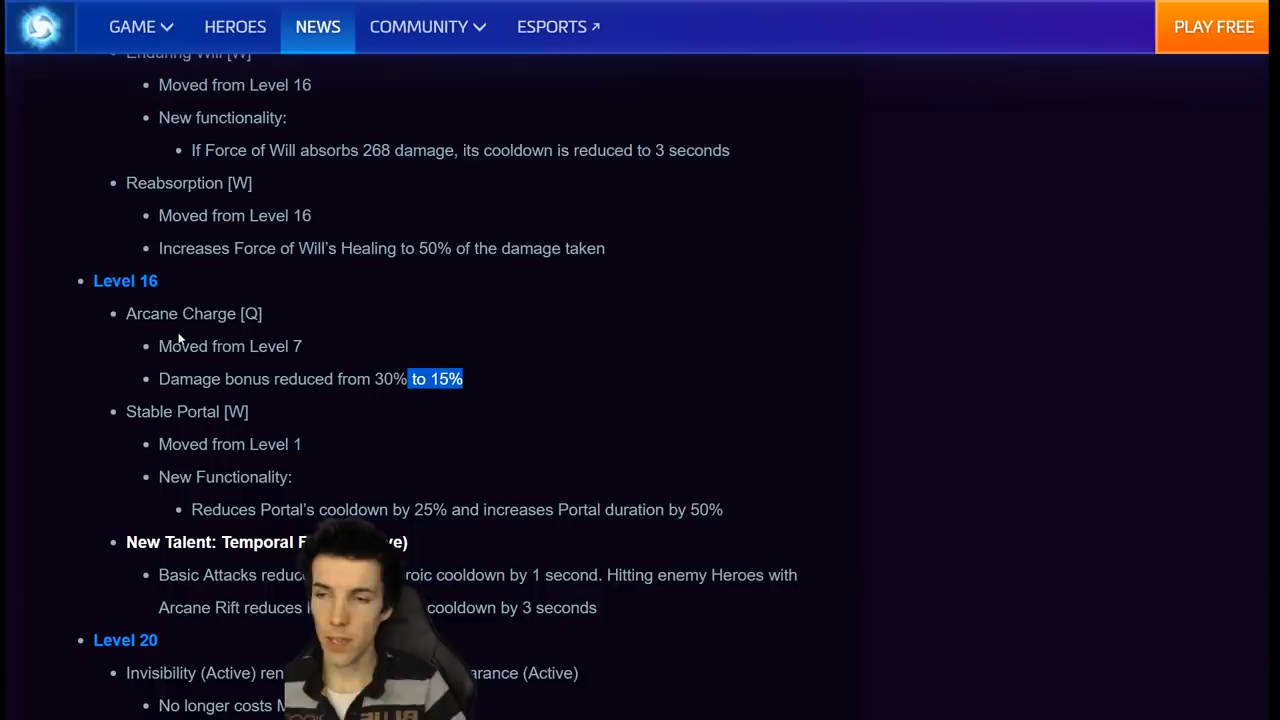 GAME HEROES NEWS COMMUNITY ESPORTS PLAY FREE
Enduring Will [W]
Moved from Level 16
New functionality:
If Force of Will absorbs 268 damage, its cooldown is reduced to 3 seconds
Reabsorption [W]
Moved from Level 16
Increases Force of Will's Healing to 50% of the damage taken
Level 16
Arcane Charge [Q]
Moved from Level 7
Damage bonus reduced from 30% to 15%
Stable Portal [W]
Moved from Level 1
New Functionality:
Reduces Portal's cooldown by 25% and increases Portal duration by 50%
New Talent: Temporal
Basic Attacks cooldown by 1 second. Hitting enemy Heroes with
Arcane Rift reduces cooldown by 3 seconds
Level 20
Invisibility (Active) (Active)
No longer costs